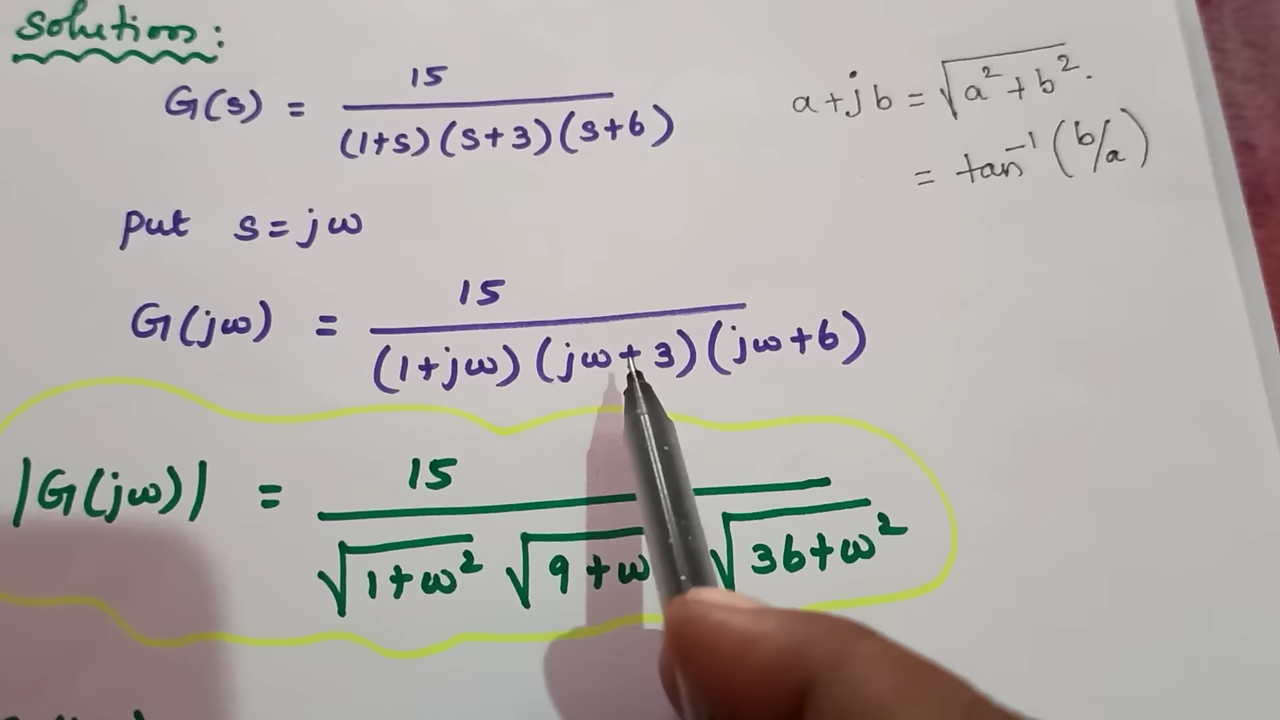 Solution:
G(s) = 15 / (1+s)(s+3)(s+6)
a+jb = √a²+b².
= tan⁻¹(b/a)
Put s=jω
G(jω) = 15 / (1+jω)(jω+3)(jω+6)
|G(jω)| = 15 / √1+ω² √9+ω √36+ω²